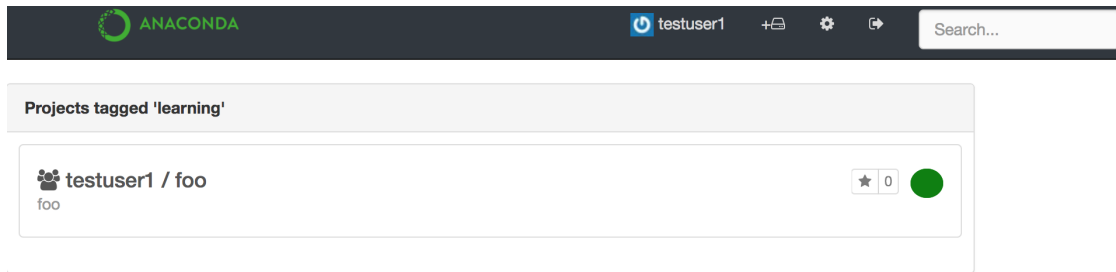 ANACONDA
testuser1
Search...
Projects tagged 'learning'
testuser1 / foo
0
foo